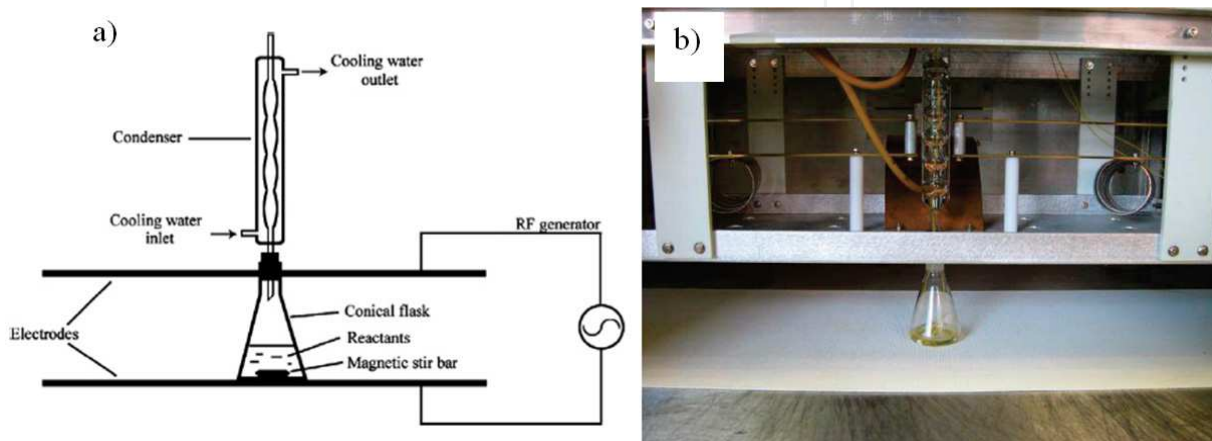 a)
Cooling water
outlet
Condenser
Cooling water
inlet
RF generator
Conical flask
Reactants
Electrodes
Magnetic stir bar
b)